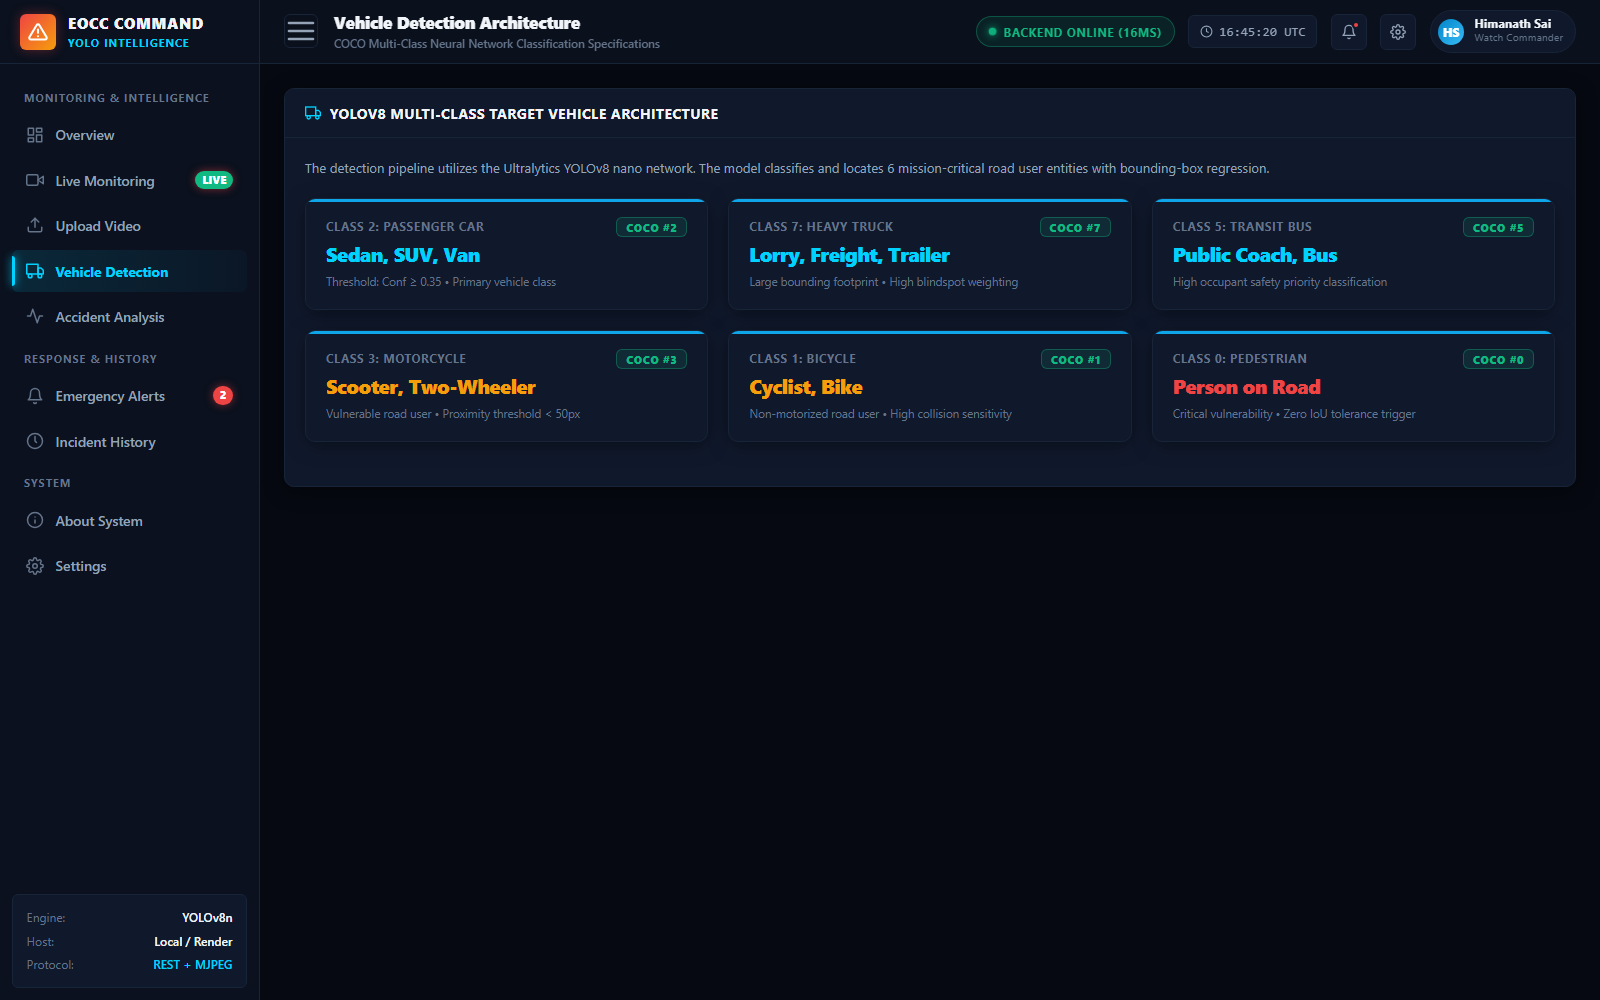 EOCC COMMAND
YOLO INTELLIGENCE
Vehicle Detection Architecture
COCO Multi-Class Neural Network Classification Specifications
BACKEND ONLINE (16MS)
16:45:20 UTC
HS
Himanath Sai
Watch Commander
MONITORING & INTELLIGENCE
Overview
Live Monitoring
LIVE
Upload Video
Vehicle Detection
Accident Analysis
RESPONSE & HISTORY
Emergency Alerts
2
Incident History
SYSTEM
About System
Settings
Engine: YOLOv8n
Host: Local / Render
Protocol: REST + MJPEG
YOLOV8 MULTI-CLASS TARGET VEHICLE ARCHITECTURE
The detection pipeline utilizes the Ultralytics YOLOv8 nano network. The model classifies and locates 6 mission-critical road user entities with bounding-box regression.
CLASS 2: PASSENGER CAR
COCO #2
Sedan, SUV, Van
Threshold: Conf ≥ 0.35 • Primary vehicle class
CLASS 7: HEAVY TRUCK
COCO #7
Lorry, Freight, Trailer
Large bounding footprint • High blindspot weighting
CLASS 5: TRANSIT BUS
COCO #5
Public Coach, Bus
High occupant safety priority classification
CLASS 3: MOTORCYCLE
COCO #3
Scooter, Two-Wheeler
Vulnerable road user • Proximity threshold < 50px
CLASS 1: BICYCLE
COCO #1
Cyclist, Bike
Non-motorized road user • High collision sensitivity
CLASS 0: PEDESTRIAN
COCO #0
Person on Road
Critical vulnerability • Zero IoU tolerance trigger